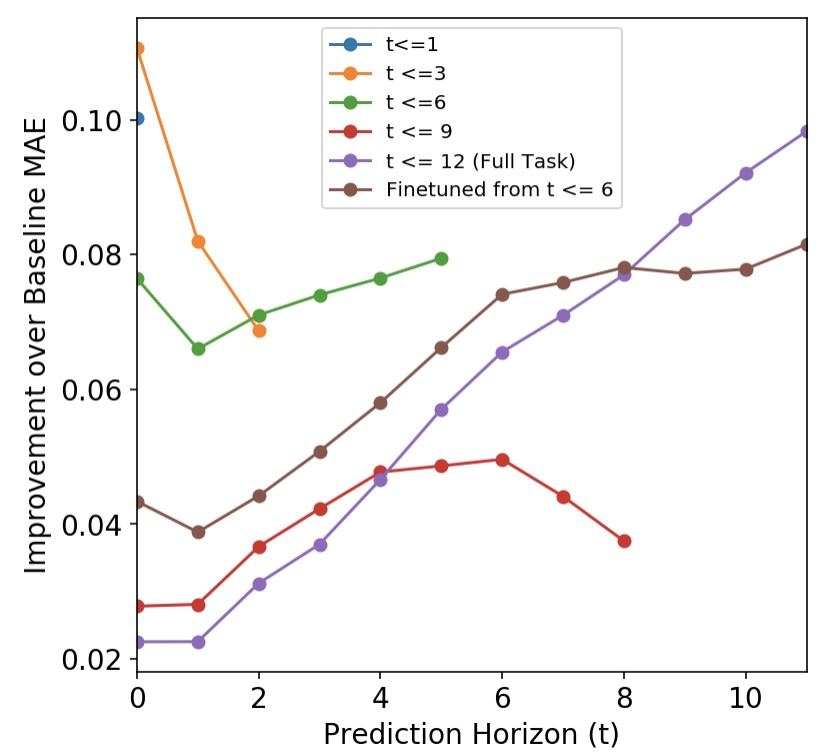 t<=1
t <=3
t <=6
t <= 9
t <= 12 (Full Task)
Finetuned from t <= 6
Improvement over Baseline MAE
0.10
0.08
0.06
0.04
0.02
0 2 4 6 8 10
Prediction Horizon (t)